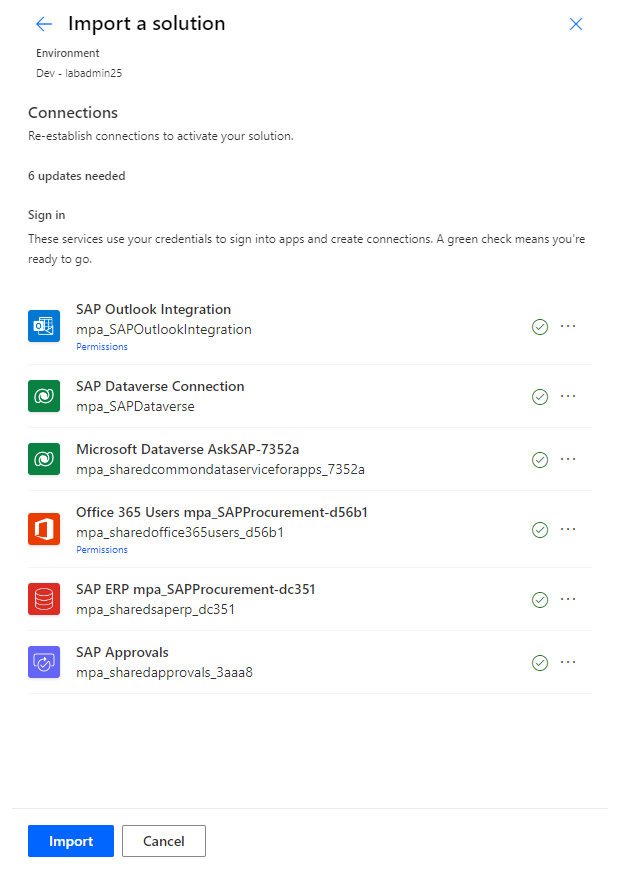 Import a solution
Environment
Dev - labadmin25
Connections
Re-establish connections to activate your solution.
6 updates needed
Sign in
These services use your credentials to sign into apps and create connections. A green check means you're
ready to go.
SAP Outlook Integration
mpa_SAPOutlookIntegration
Permissions
SAP Dataverse Connection
mpa_SAPDataverse
Microsoft Dataverse AskSAP-7352a
mpa_sharedcommondataserviceforapps_7352a
Office 365 Users mpa_SAPProcurement-d56b1
mpa_sharedoffice365users_d56b1
Permissions
SAP ERP mpa_SAPProcurement-dc351
mpa_sharedsaperp_dc351
SAP Approvals
mpa_sharedapprovals_3aaa8
Import
Cancel